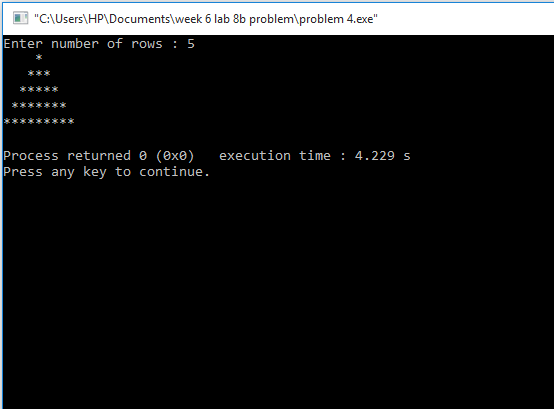 "C:\Users\HP\Documents\week 6 lab 8b problem\problem 4.exe"
Enter number of rows : 5
    *
   ***
  *****
 *******
*********
Process returned 0 (0x0)   execution time : 4.229 s
Press any key to continue.